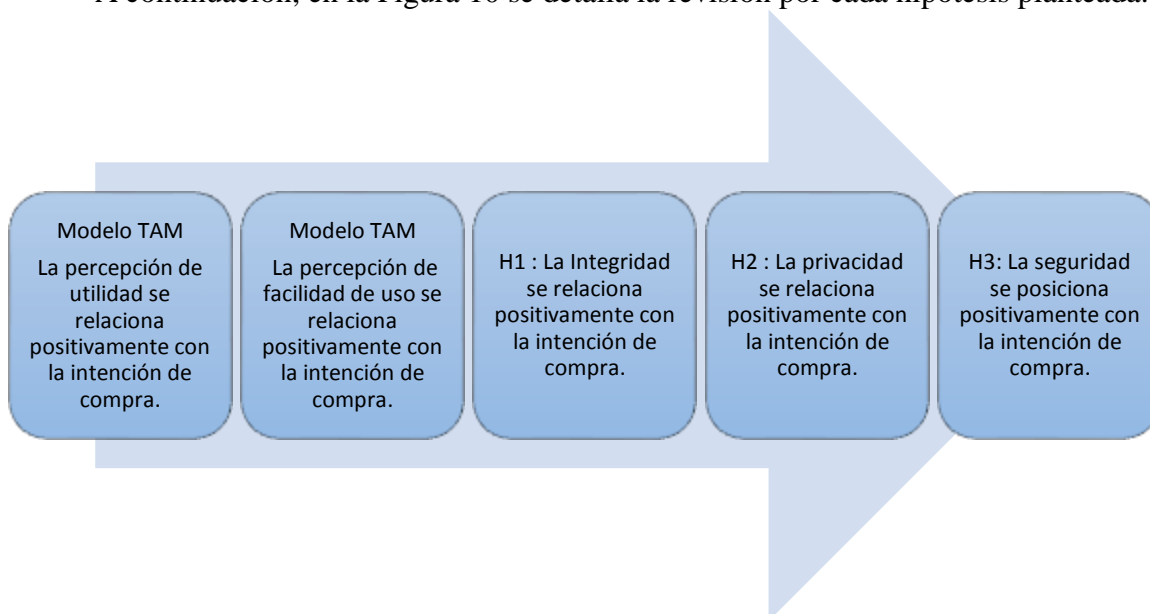 A continuación, en la Figura 10 se detalla la revisión por cada hipótesis planteada.
Modelo TAM
La percepción de
utilidad se
relaciona
positivamente con
la intención de
compra.
Modelo TAM
La percepción de
facilidad de uso se
relaciona
positivamente con
la intención de
compra.
H1 : La Integridad
se relaciona
positivamente con
la intención de
compra.
H2 : La privacidad
se relaciona
positivamente con
la intención de
compra.
H3: La seguridad
se posiciona
positivamente con
la intención de
compra.